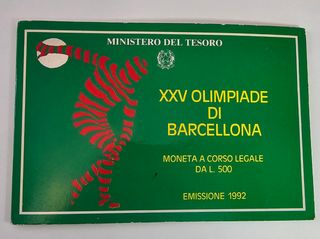 MINISTERO DEL TESORO
XXV OLIMPIADE
DI
BARCELLONA
MONETA A CORSO LEGALE
DA L. 500
EMISSIONE 1992